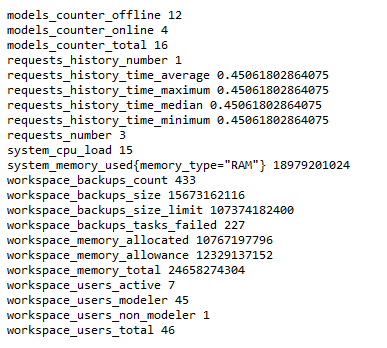 models_counter_offline 12
models_counter_online 4
models_counter_total 16
requests_history_number 1
requests_history_time_average 0.45061802864075
requests_history_time_maximum 0.45061802864075
requests_history_time_median 0.45061802864075
requests_history_time_minimum 0.45061802864075
requests_number 3
system_cpu_load 15
system_memory_used{memory_type="RAM"} 18979201024
workspace_backups_count 433
workspace_backups_size 15673162116
workspace_backups_size_limit 107374182400
workspace_backups_tasks_failed 227
workspace_memory_allocated 10767197796
workspace_memory_allowance 12329137152
workspace_memory_total 24658274304
workspace_users_active 7
workspace_users_modeler 45
workspace_users_non_modeler 1
workspace_users_total 46